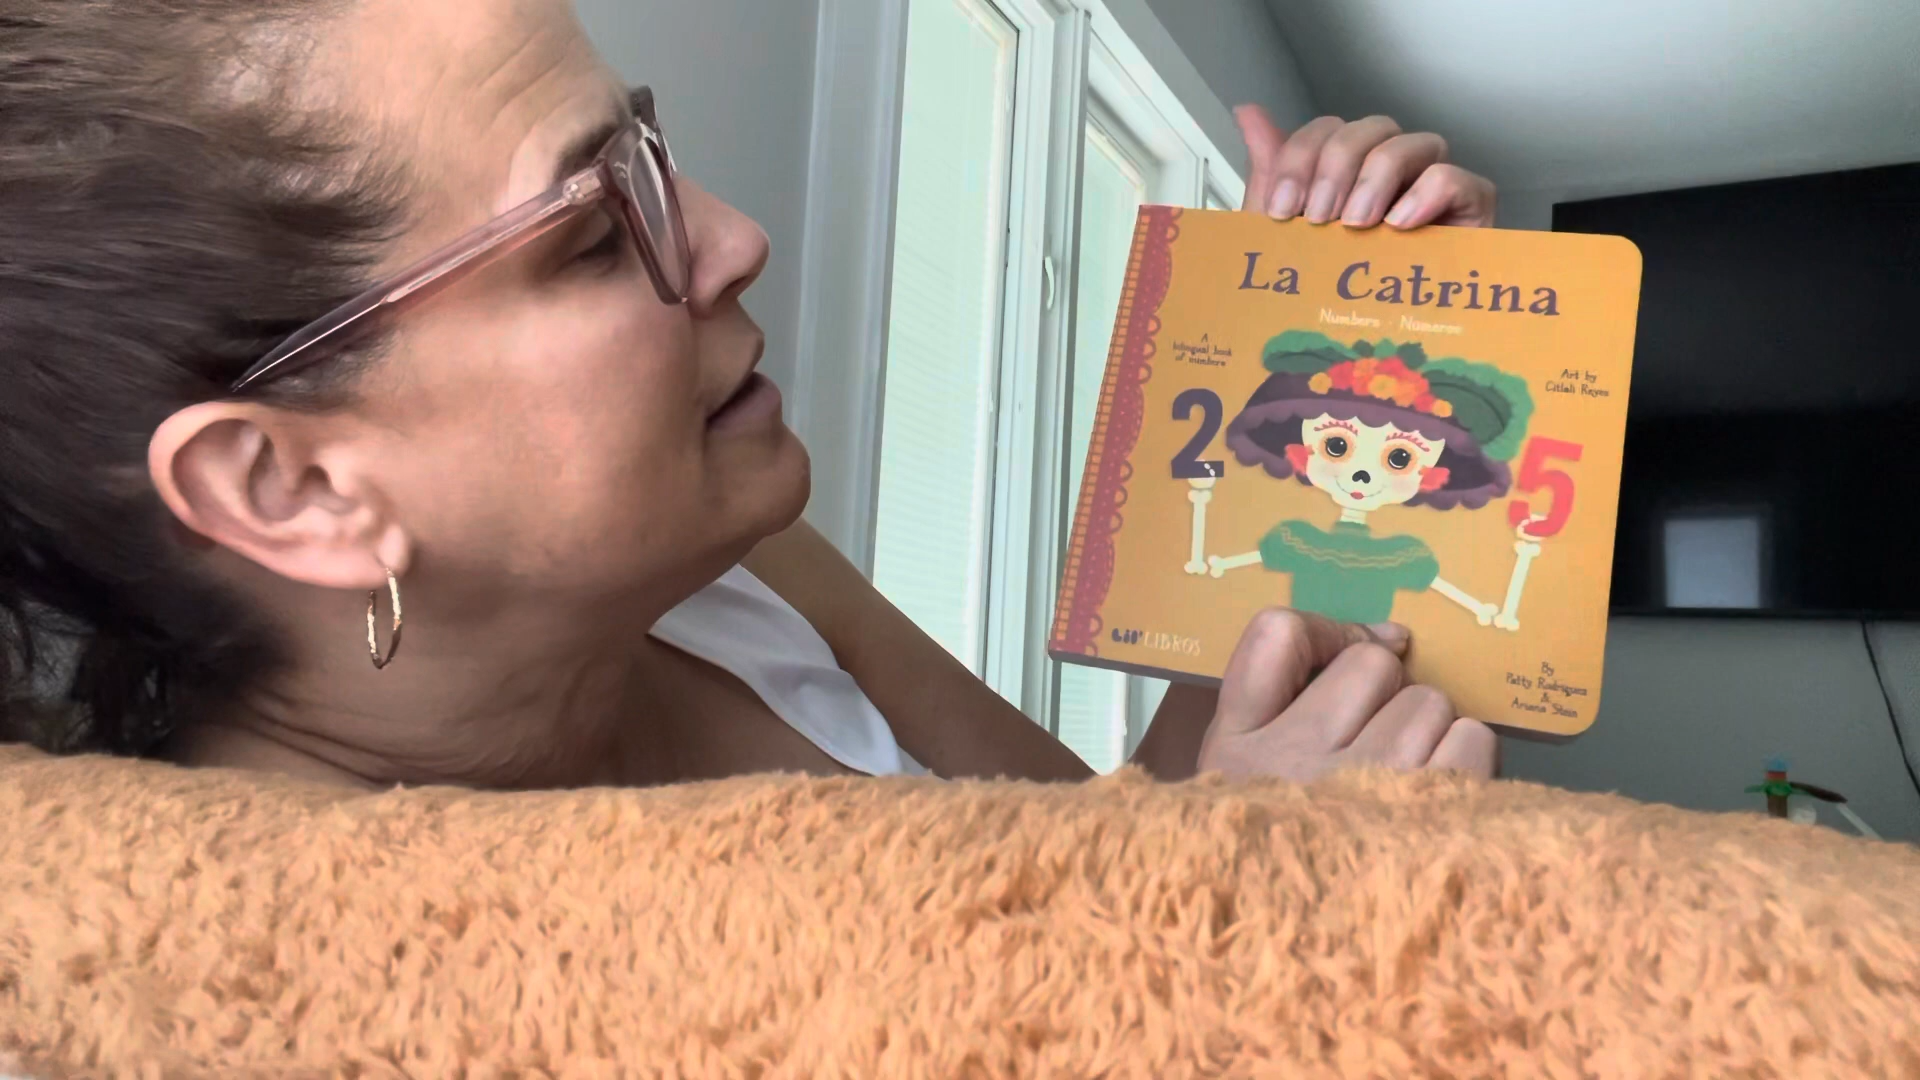 La Catrina
Numbers · Números
A
bilingual book
of numbers
Art by
Citlali Reyes
2
5
Lil' LIBROS
By
Patty Rodriguez
&
Ariana Stein